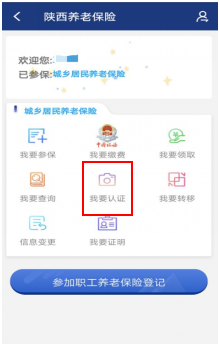 陕西养老保险
欢迎您:
已参保:城乡居民养老保险
城乡居民养老保险
我要参保 我要缴费 我要领取
我要查询 我要认证 我要转移
信息变更 我要证明
参加职工养老保险登记